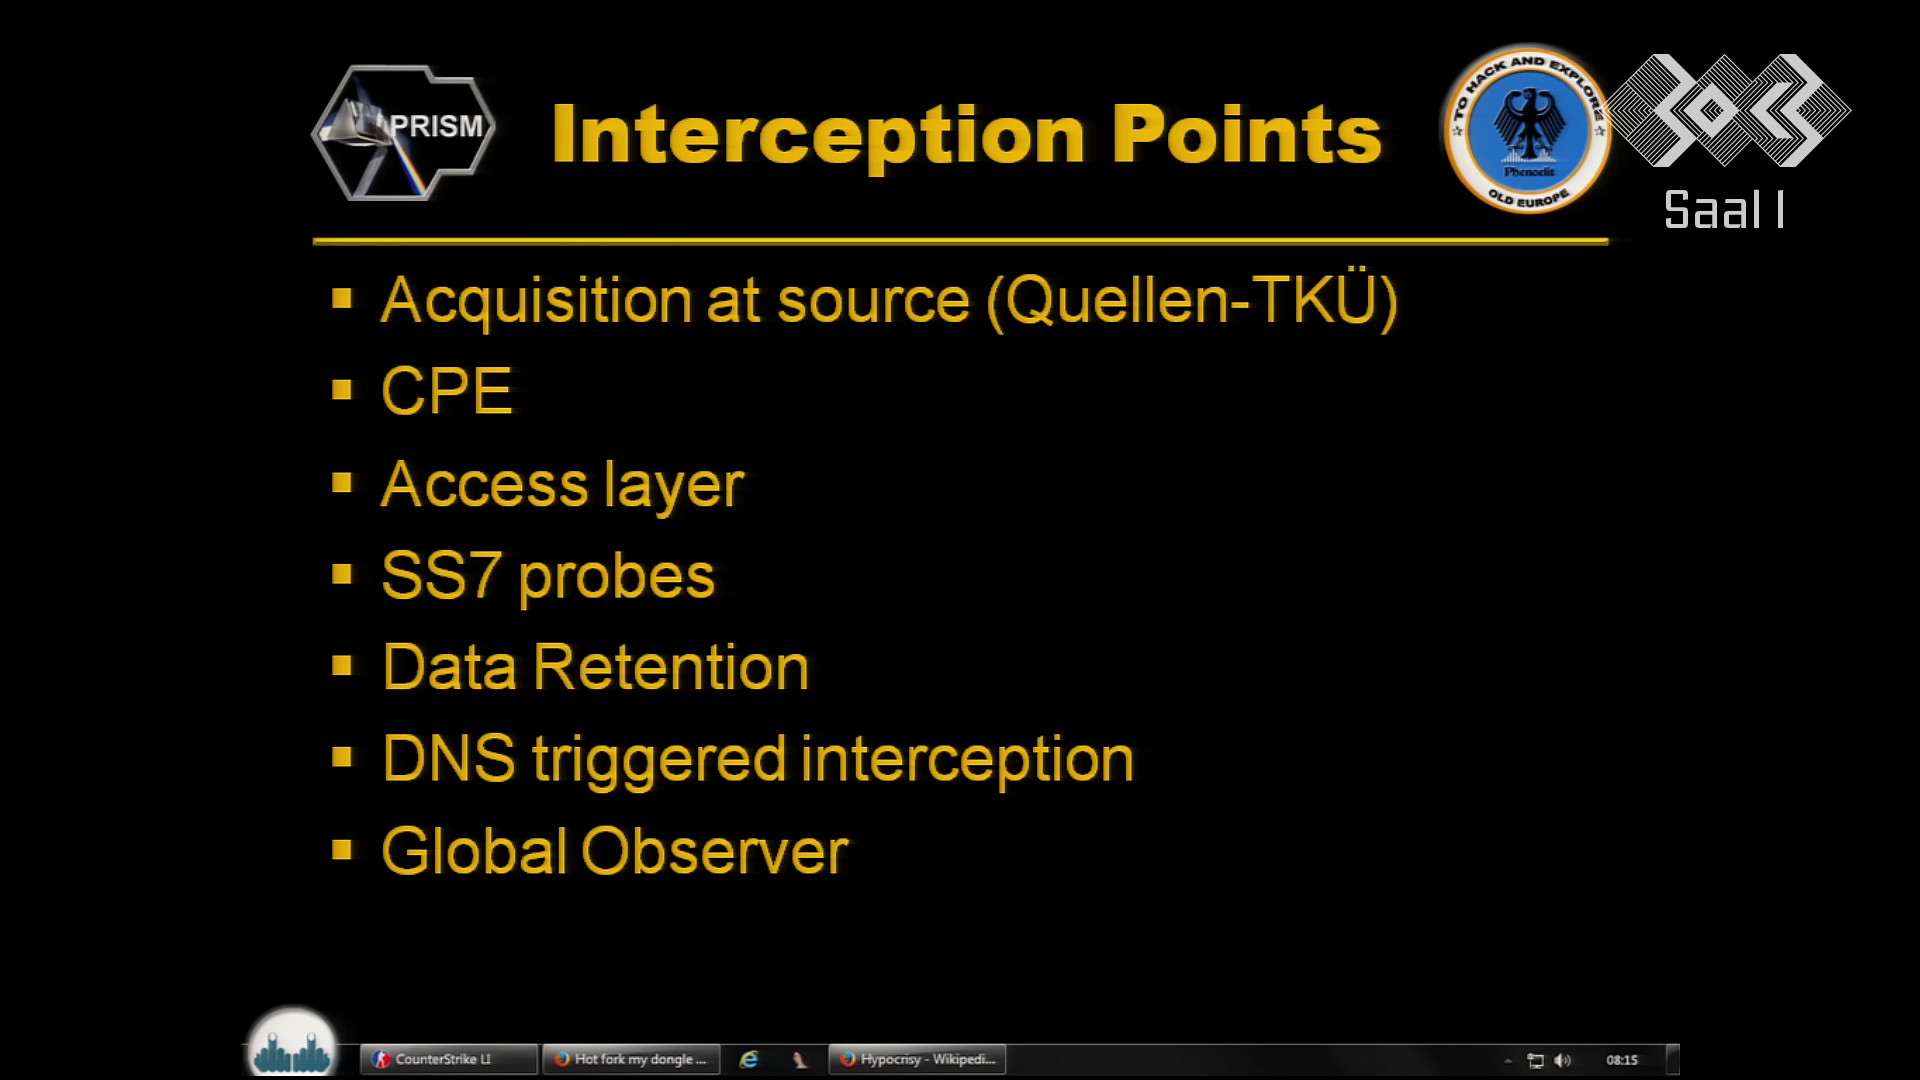 PRISM
Interception Points
TO HACK AND EXPLORE
Phenoelit
OLD EUROPE
30C3
Saal 1
Acquisition at source (Quellen-TKÜ)
CPE
Access layer
SS7 probes
Data Retention
DNS triggered interception
Global Observer
CounterStrike LI
Hot fork my dongle ...
Hypocrisy - Wikipedi...
08:15